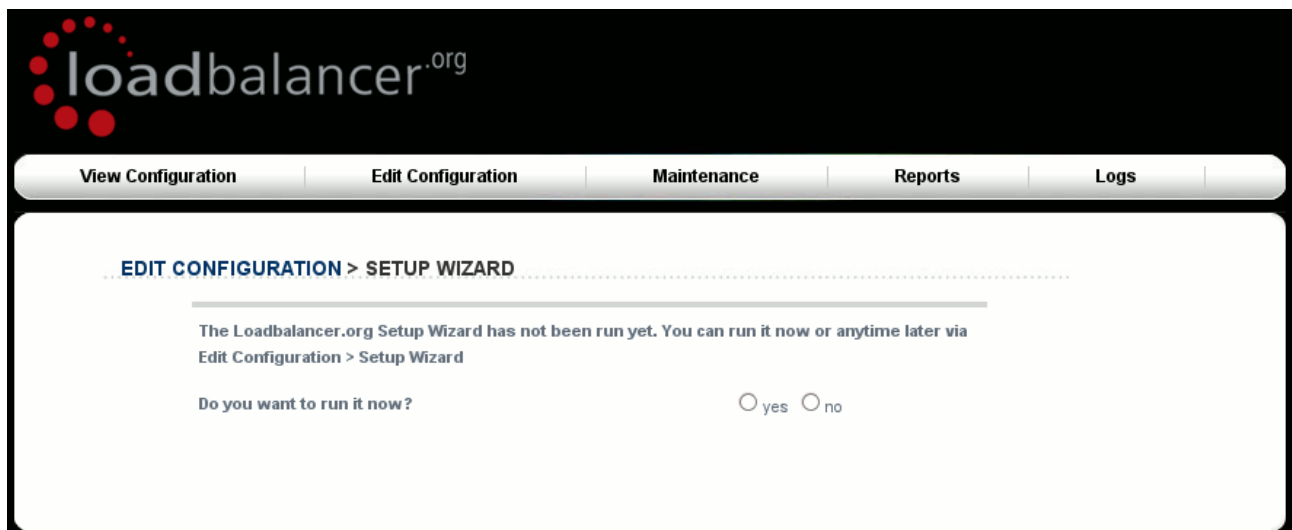 loadbalancer.org
View Configuration Edit Configuration Maintenance Reports Logs
EDIT CONFIGURATION > SETUP WIZARD
The Loadbalancer.org Setup Wizard has not been run yet. You can run it now or anytime later via
Edit Configuration > Setup Wizard
Do you want to run it now? yes no